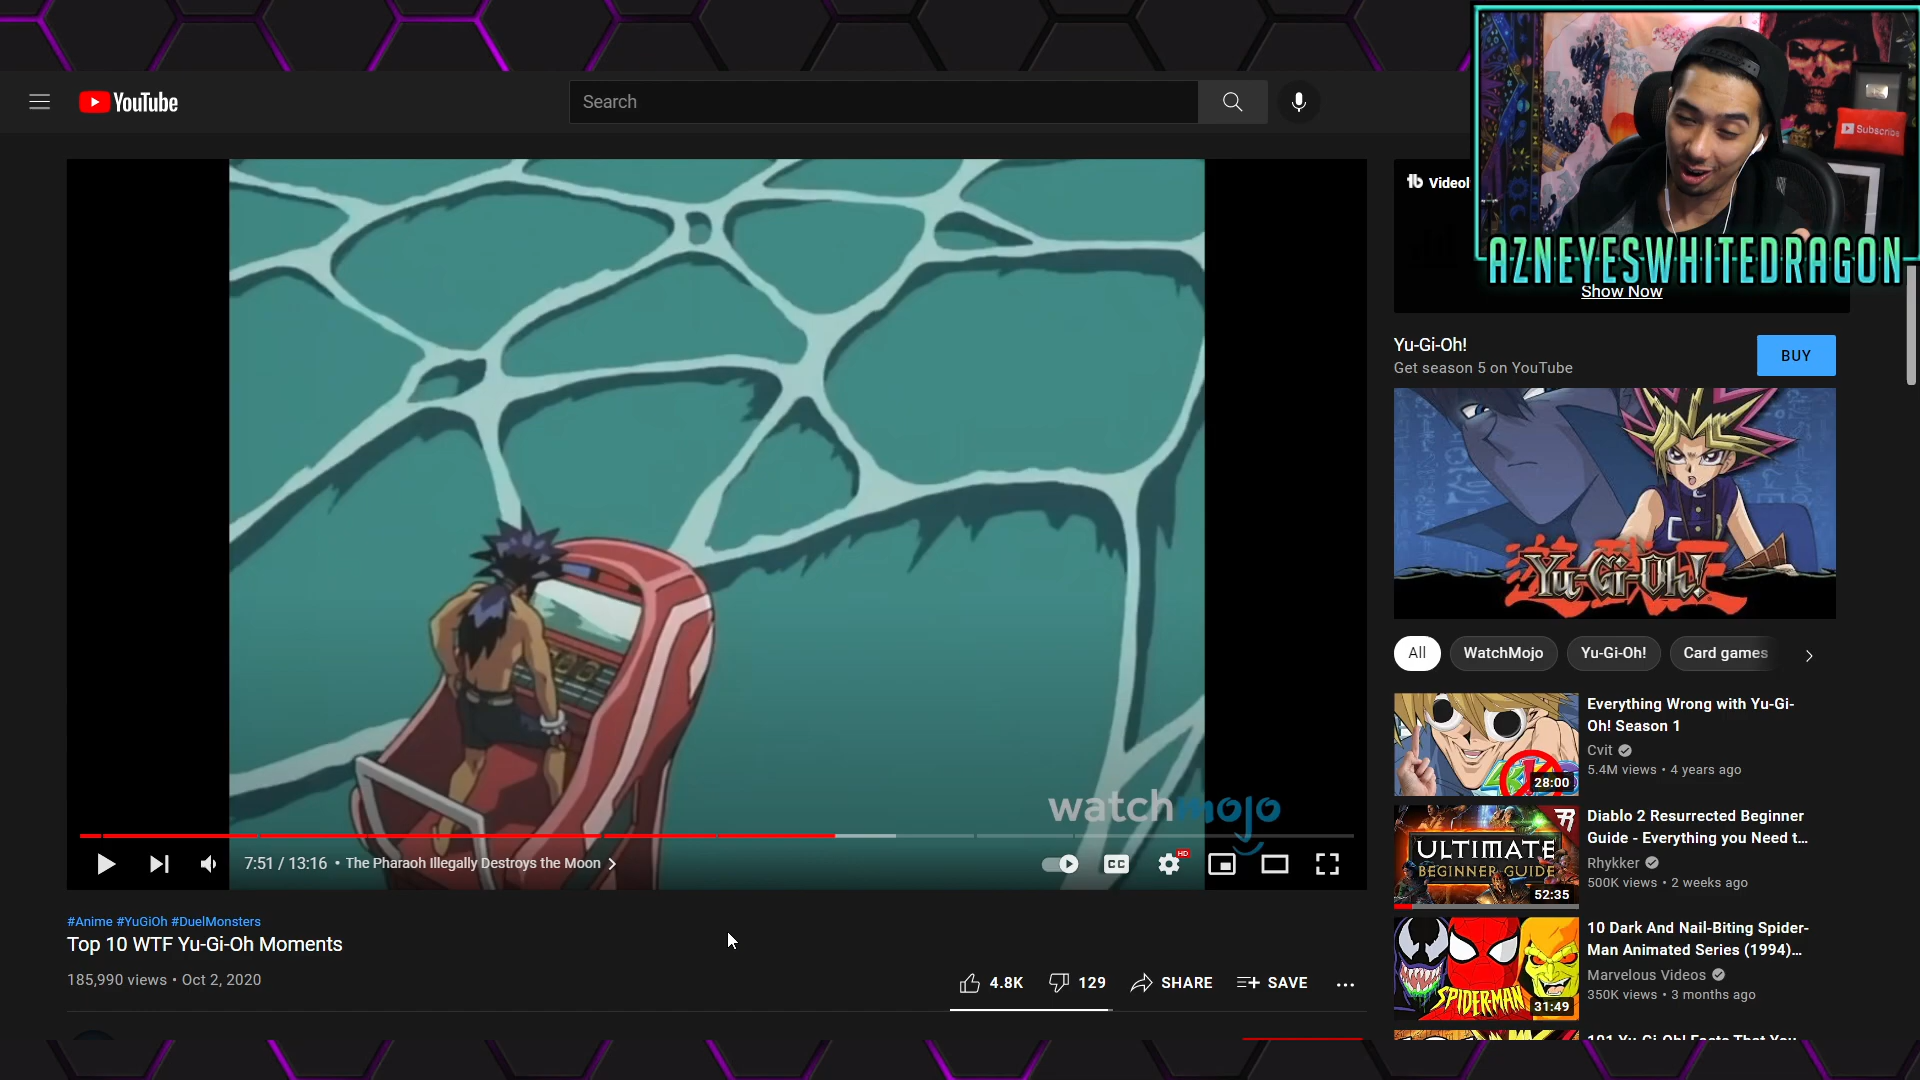 YouTube
Search
Subscribe
AZNEYESWHITEDRAGON
Show Now
Yu-Gi-Oh!
Get season 5 on YouTube
BUY
Yu-Gi-Oh!
All
WatchMojo
Yu-Gi-Oh!
Card games
Everything Wrong with Yu-Gi-
Oh! Season 1
Cvit
5.4M views • 4 years ago
28:00
Diablo 2 Resurrected Beginner
Guide - Everything you Need t...
Rhykker
500K views • 2 weeks ago
ULTIMATE
BEGINNER GUIDE
52:35
10 Dark And Nail-Biting Spider-
Man Animated Series (1994)...
Marvelous Videos
350K views • 3 months ago
SPIDER-MAN
31:49
watchmojo
7:51 / 13:16 • The Pharaoh Illegally Destroys the Moon
CC
HD
#Anime #YuGiOh #DuelMonsters
Top 10 WTF Yu-Gi-Oh Moments
185,990 views • Oct 2, 2020
4.8K
129
SHARE
SAVE